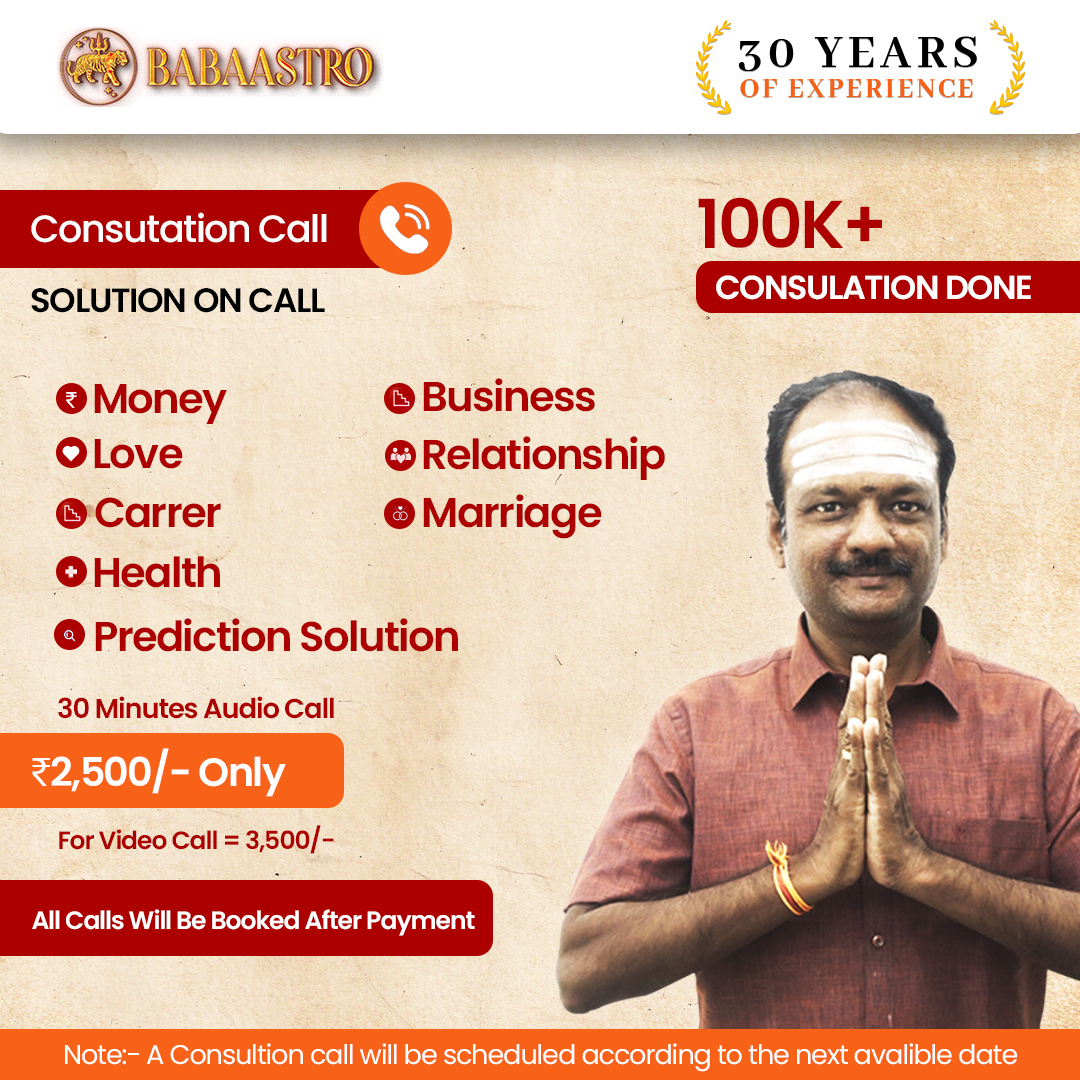 BABAASTRO
30 YEARS
OF EXPERIENCE
Consutation Call
SOLUTION ON CALL
100K+
CONSULATION DONE
Money
Love
Carrer
Health
Prediction Solution
Business
Relationship
Marriage
30 Minutes Audio Call
₹2,500/- Only
For Video Call = 3,500/-
All Calls Will Be Booked After Payment
Note:- A Consultion call will be scheduled according to the next avalible date